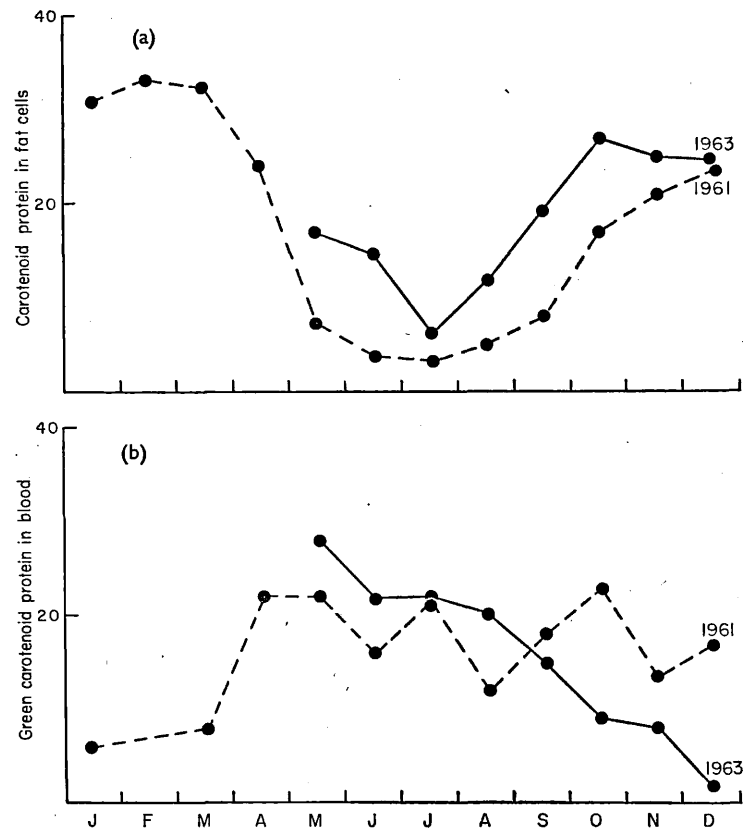 40
(a)
Carotenoid protein in fat cells
1963
1961
20
40
(b)
Green carotenoid protein in blood
20
1961
1963
J F M A M J J A S O N D